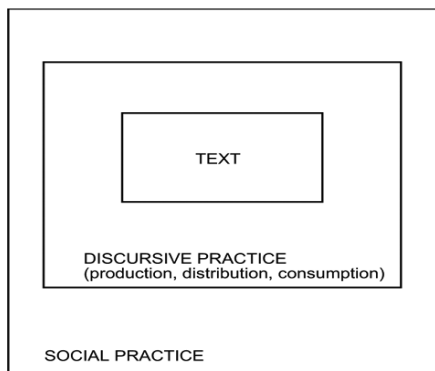 TEXT
DISCURSIVE PRACTICE
(production, distribution, consumption)
SOCIAL PRACTICE